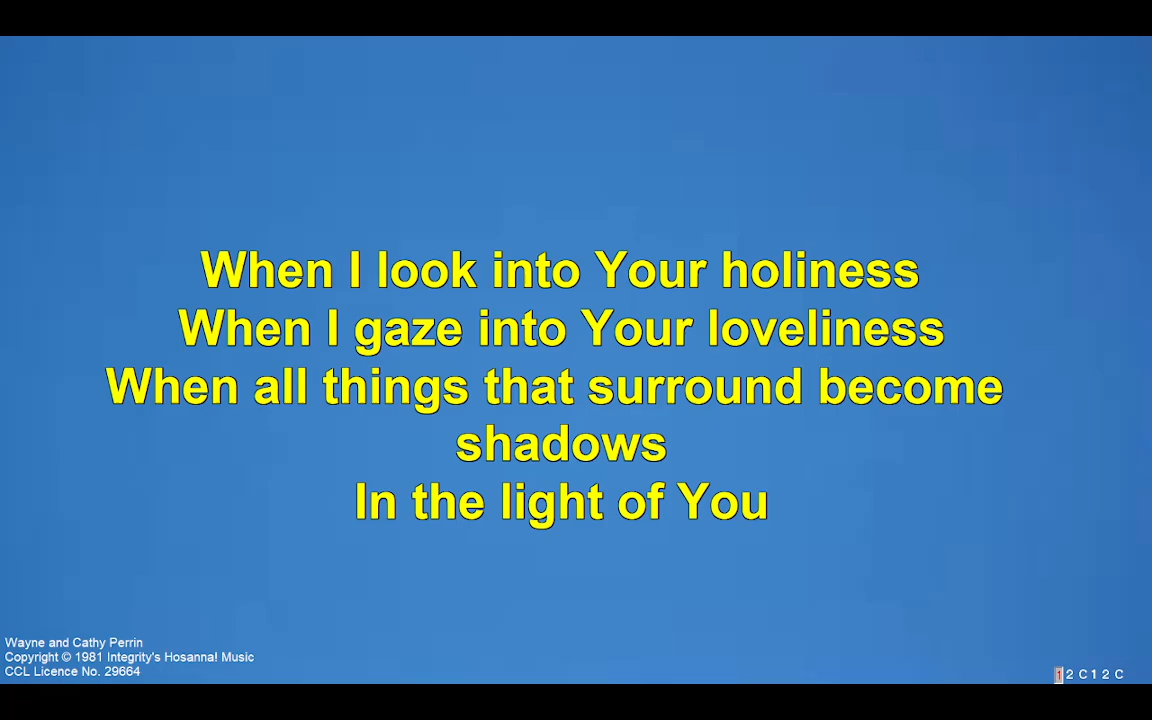 When I look into Your holiness
When I gaze into Your loveliness
When all things that surround become
shadows
In the light of You
Wayne and Cathy Perrin
Copyright © 1981 Integrity's Hosanna! Music
CCL Licence No. 29664
1 2 C 1 2 C